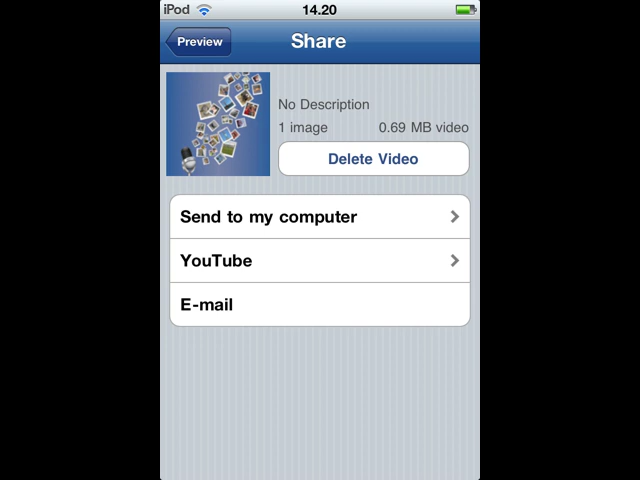 iPod 14.20
Preview Share
No Description
1 image 0.69 MB video
Delete Video
Send to my computer
YouTube
E-mail